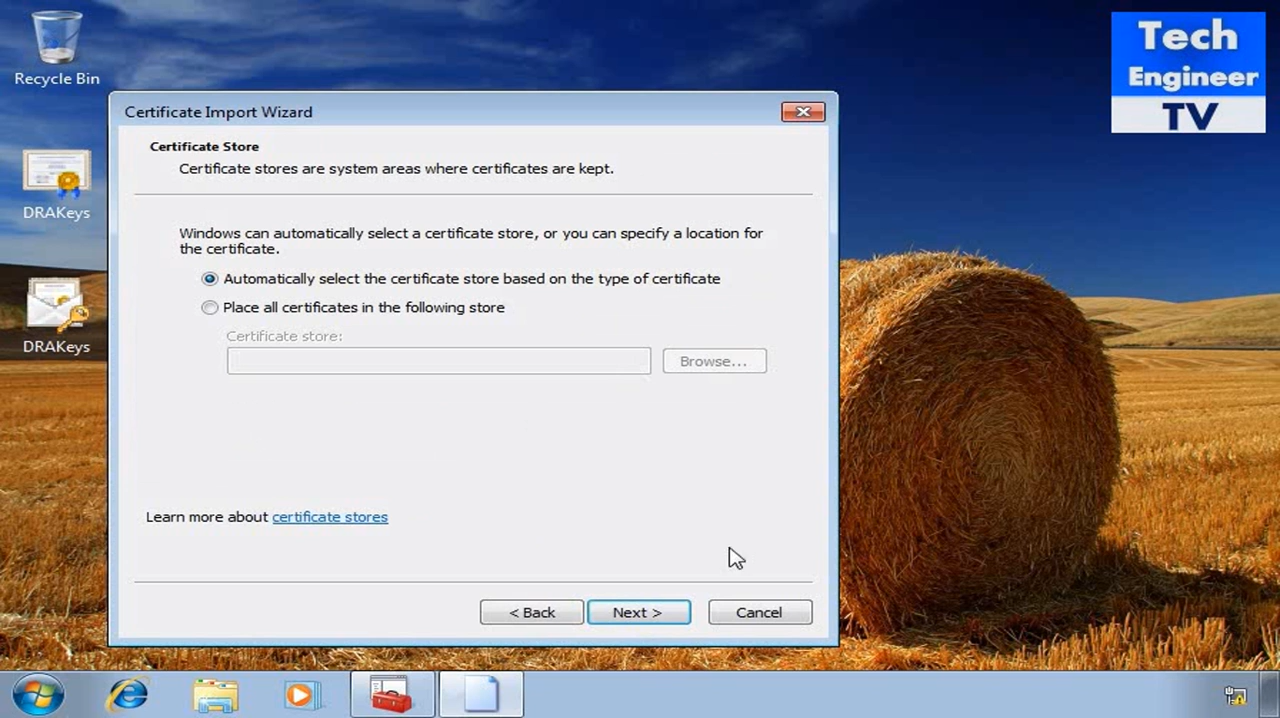 Recycle Bin
DRAKeys
DRAKeys
Certificate Import Wizard
Certificate Store
Certificate stores are system areas where certificates are kept.
Windows can automatically select a certificate store, or you can specify a location for
the certificate.
Automatically select the certificate store based on the type of certificate
Place all certificates in the following store
Certificate store:
Browse...
Learn more about certificate stores
< Back
Next >
Cancel
Tech
Engineer
TV